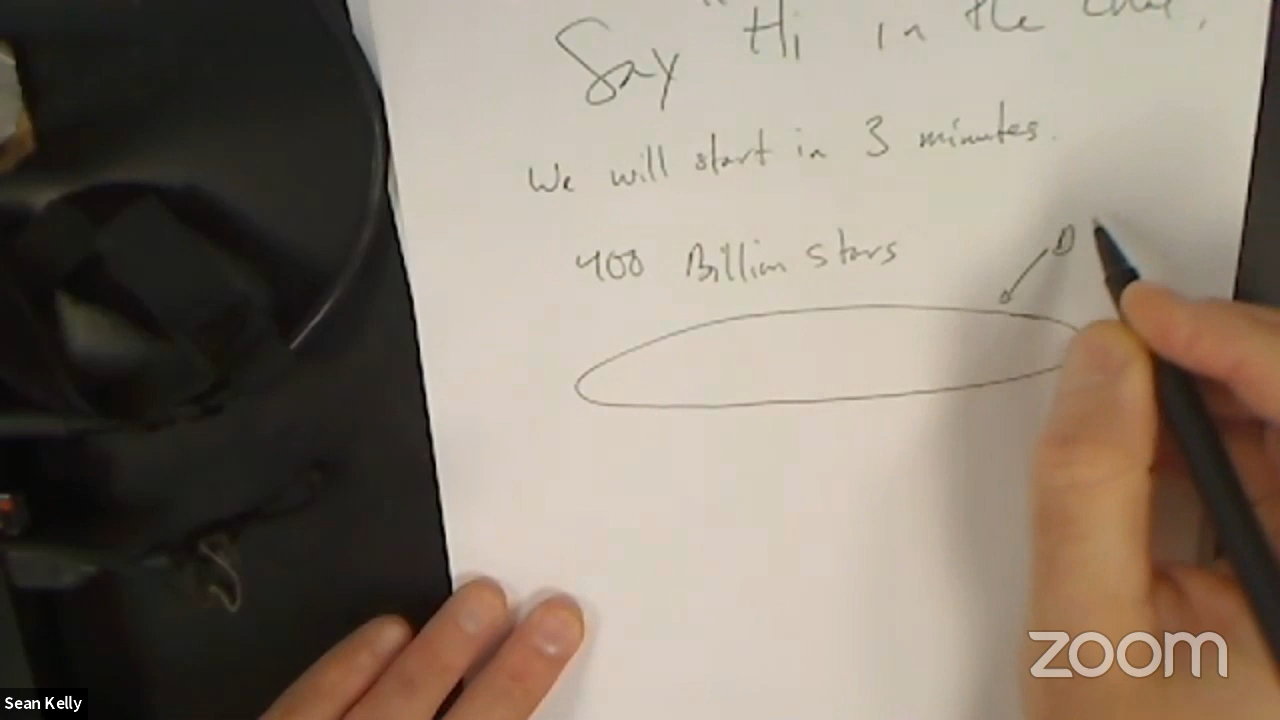 Say "Hi in the chat.
We will start in 3 minutes.
400 Billion stars
D
Sean Kelly
zoom